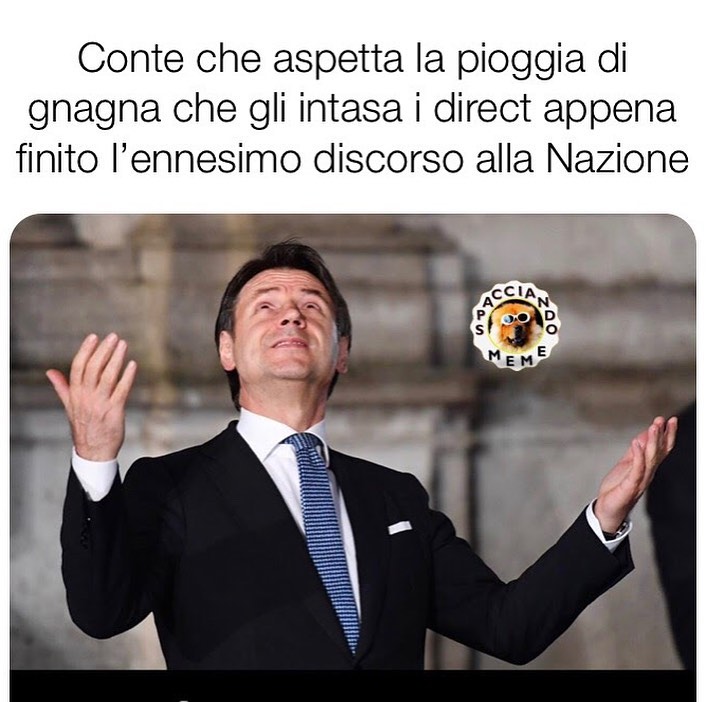 Conte che aspetta la pioggia di
gnagna che gli intasa i direct appena
finito l'ennesimo discorso alla Nazione
SPACCIANDO
MEME